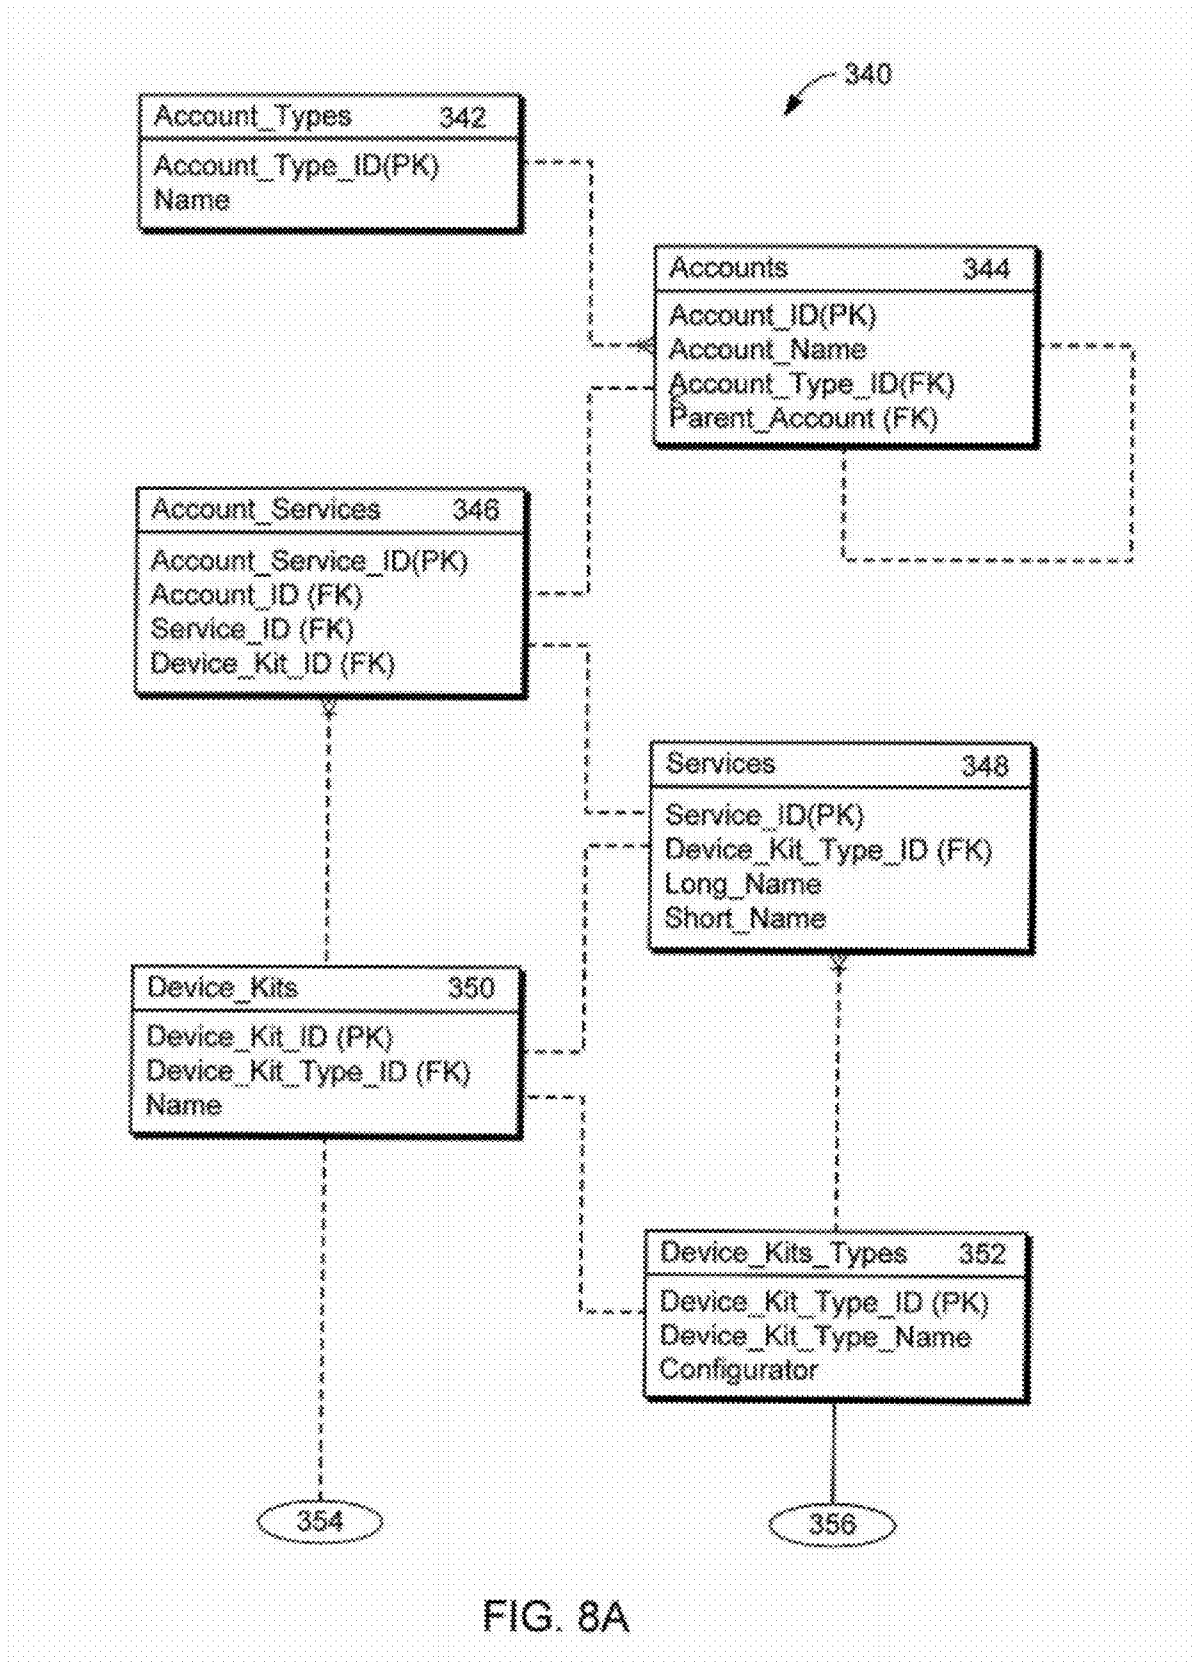 340
Account_Types 342
Account_Type_ID(PK)
Name
Accounts 344
Account_ID(PK)
Account_Name
Account_Type_ID(FK)
Parent_Account (FK)
Account_Services 346
Account_Service_ID(PK)
Account_ID (FK)
Service_ID (FK)
Device_Kit_ID (FK)
Services 348
Service_ID(PK)
Device_Kit_Type_ID (FK)
Long_Name
Short_Name
Device_Kits 350
Device_Kit_ID (PK)
Device_Kit_Type_ID (FK)
Name
Device_Kits_Types 352
Device_Kit_Type_ID (PK)
Device_Kit_Type_Name
Configurator
354
356
FIG. 8A